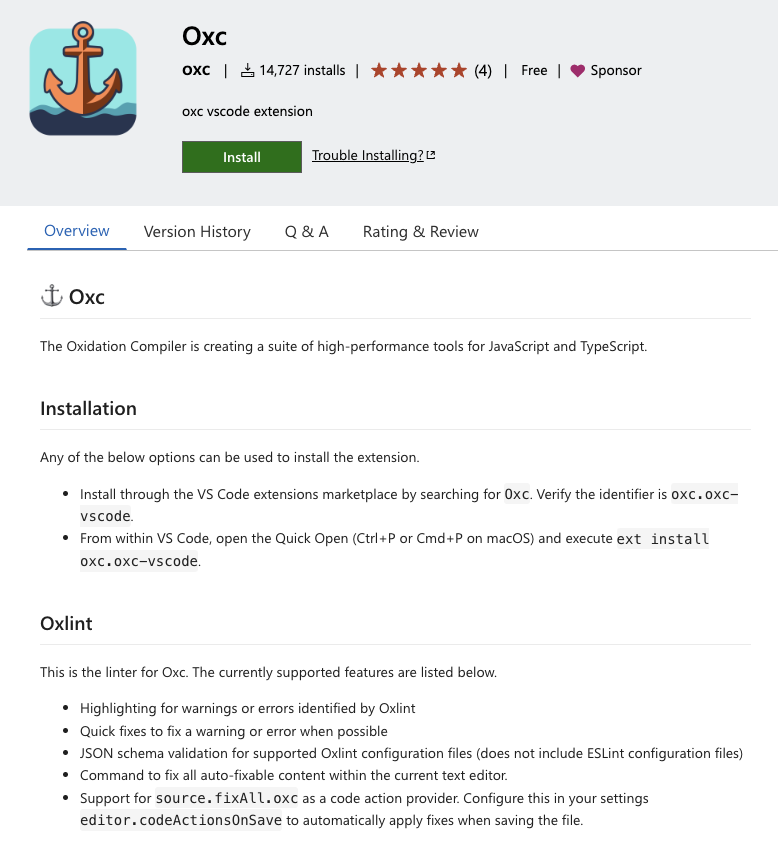 Oxc
oxc | 14,727 installs | (4) | Free | Sponsor
oxc vscode extension
Install Trouble Installing?
Overview Version History Q & A Rating & Review
Oxc
The Oxidation Compiler is creating a suite of high-performance tools for JavaScript and TypeScript.
Installation
Any of the below options can be used to install the extension.
• Install through the VS Code extensions marketplace by searching for Oxc. Verify the identifier is oxc.oxc-
vscode.
• From within VS Code, open the Quick Open (Ctrl+P or Cmd+P on macOS) and execute ext install
oxc.oxc-vscode.
Oxlint
This is the linter for Oxc. The currently supported features are listed below.
• Highlighting for warnings or errors identified by Oxlint
• Quick fixes to fix a warning or error when possible
• JSON schema validation for supported Oxlint configuration files (does not include ESLint configuration files)
• Command to fix all auto-fixable content within the current text editor.
• Support for source.fixAll.oxc as a code action provider. Configure this in your settings
editor.codeActionsOnSave to automatically apply fixes when saving the file.